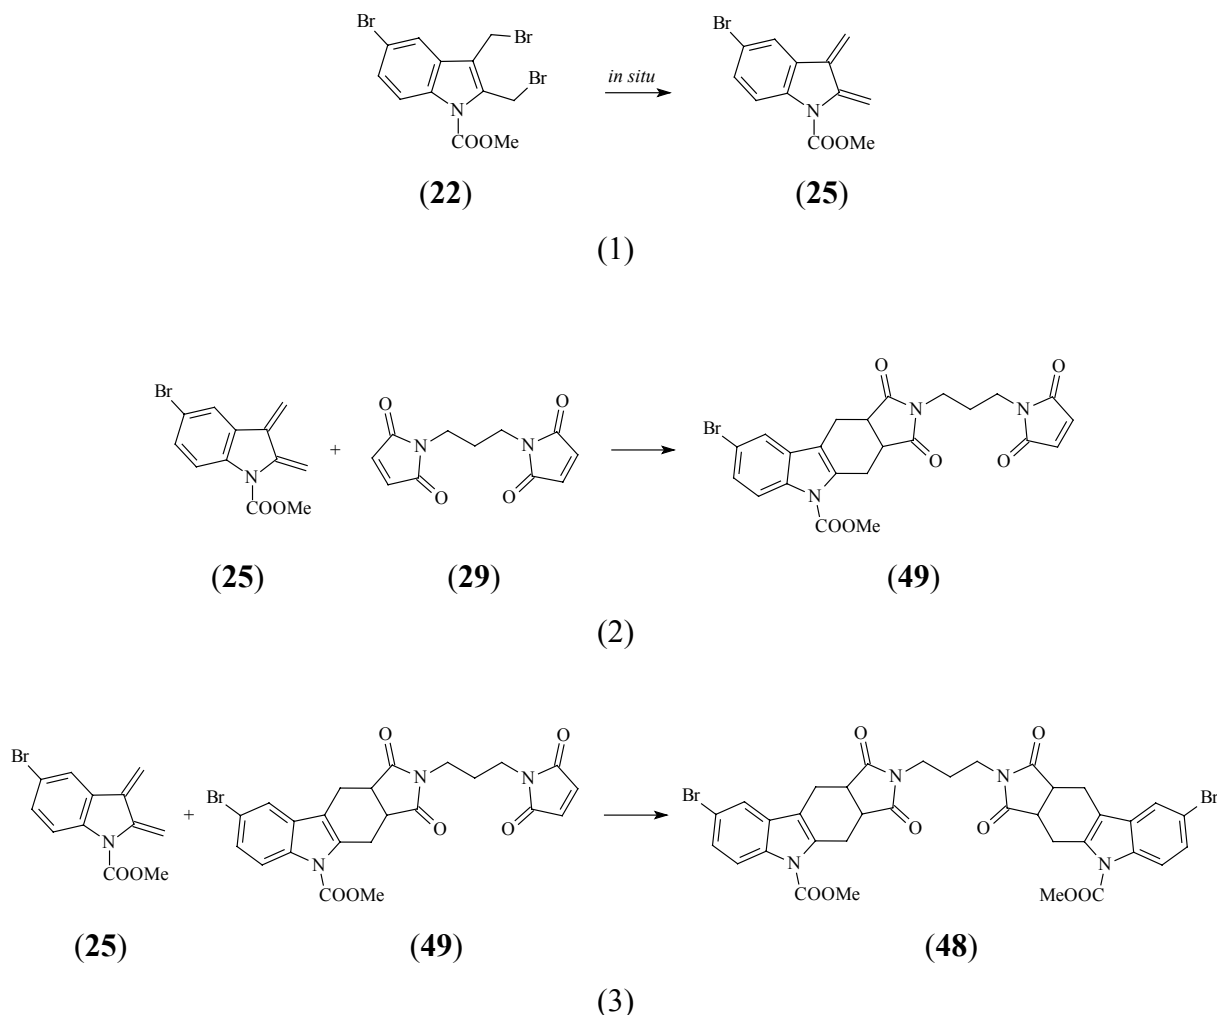 Br
Br
Br
N
COOMe
in situ
Br
N
COOMe
(22)
(25)
(1)
Br
N
COOMe
+
O
N
O
N
O
O
Br
N
COOMe
O
N
O
N
O
O
(25)
(29)
(49)
(2)
Br
N
COOMe
+
Br
N
COOMe
O
N
O
N
O
O
Br
N
COOMe
O
N
O
N
O
O
Br
N
MeOOC
(25)
(49)
(48)
(3)